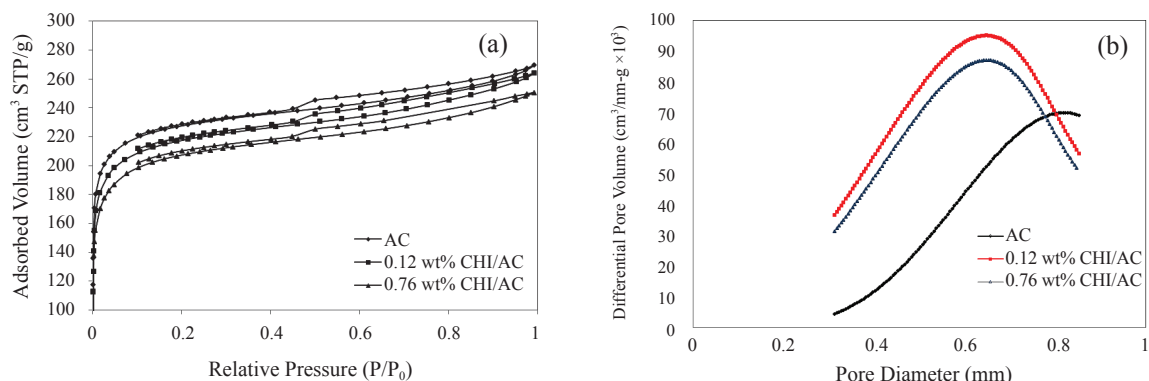 (a)
Adsorbed Volume (cm³ STP/g)
300
280
260
240
220
200
180
160
140
120
100
0
0.2
0.4
0.6
0.8
1
AC
0.12 wt% CHI/AC
0.76 wt% CHI/AC
Relative Pressure (P/P₀)
(b)
Differential Pore Volume (cm³/nm-g ×10³)
100
90
80
70
60
50
40
30
20
10
0
0
0.2
0.4
0.6
0.8
1
AC
0.12 wt% CHI/AC
0.76 wt% CHI/AC
Pore Diameter (mm)